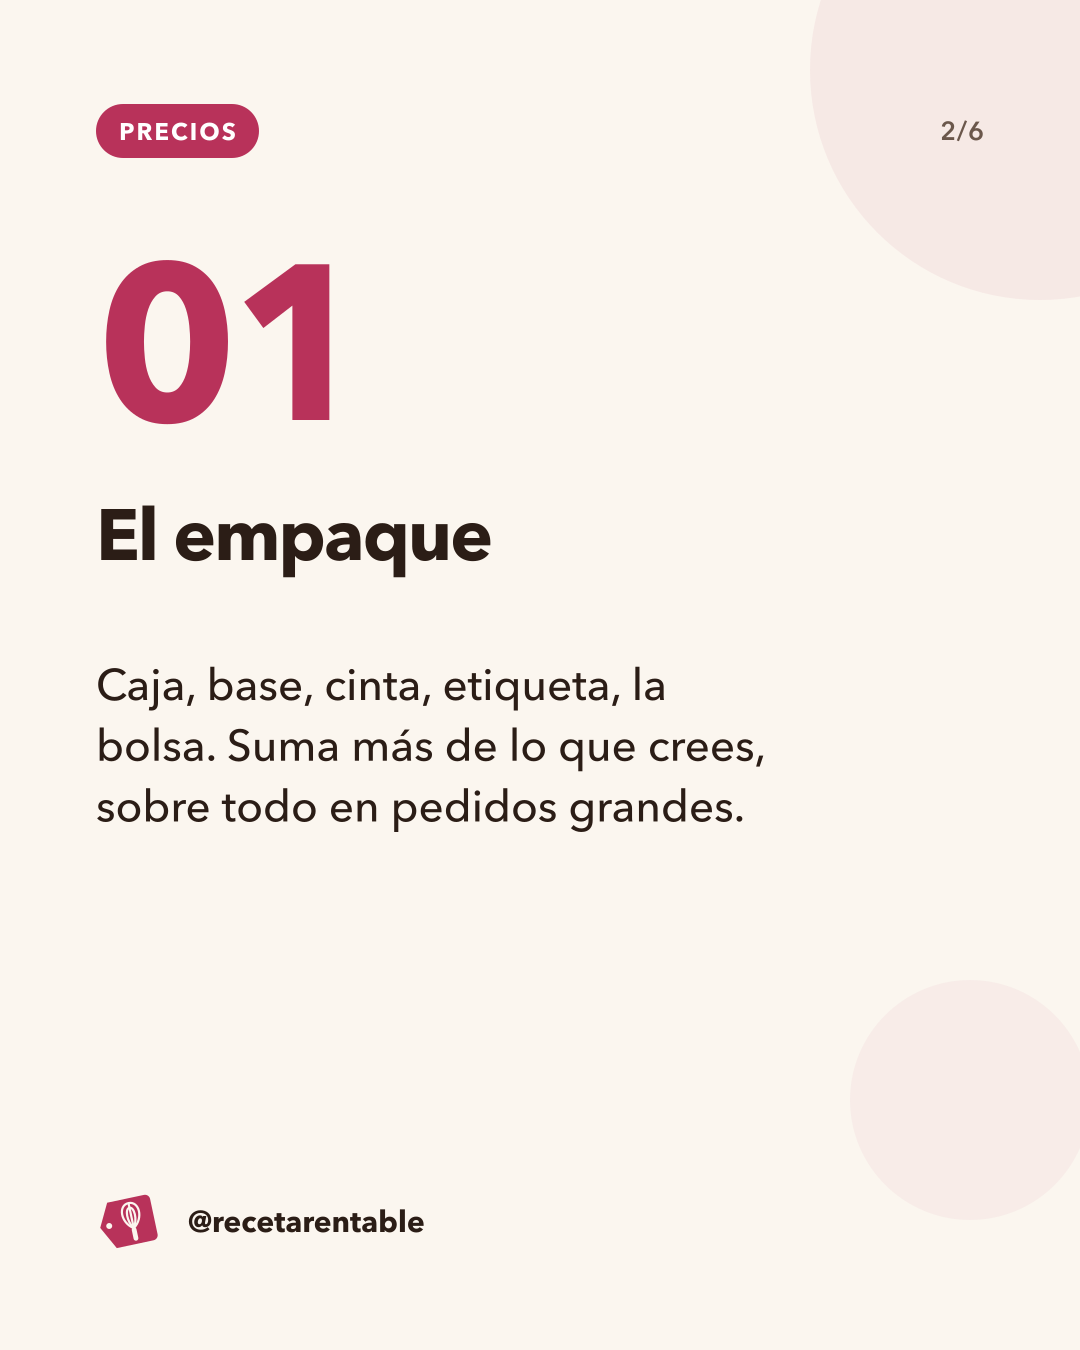 PRECIOS
2/6
01
El empaque
Caja, base, cinta, etiqueta, la
bolsa. Suma más de lo que crees,
sobre todo en pedidos grandes.
@recetarentable